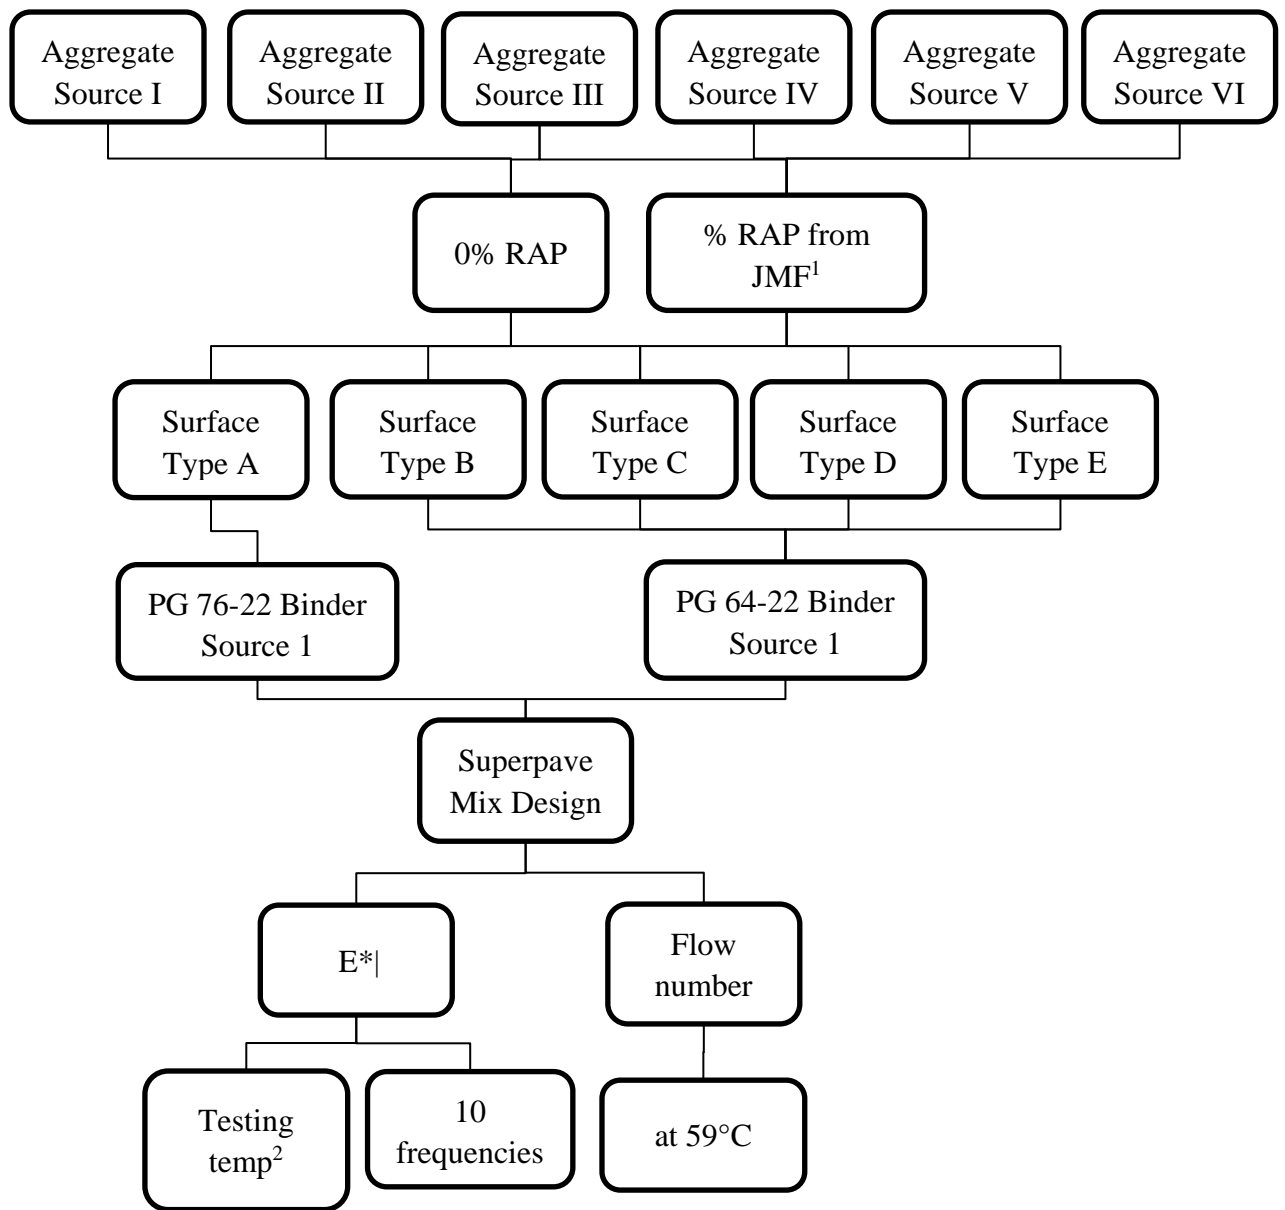 Aggregate
Source I
Aggregate
Source II
Aggregate
Source III
Aggregate
Source IV
Aggregate
Source V
Aggregate
Source VI
0% RAP
% RAP from
JMF¹
Surface
Type A
Surface
Type B
Surface
Type C
Surface
Type D
Surface
Type E
PG 76-22 Binder
Source 1
PG 64-22 Binder
Source 1
Superpave
Mix Design
E*|
Flow
number
Testing
temp²
10
frequencies
at 59°C